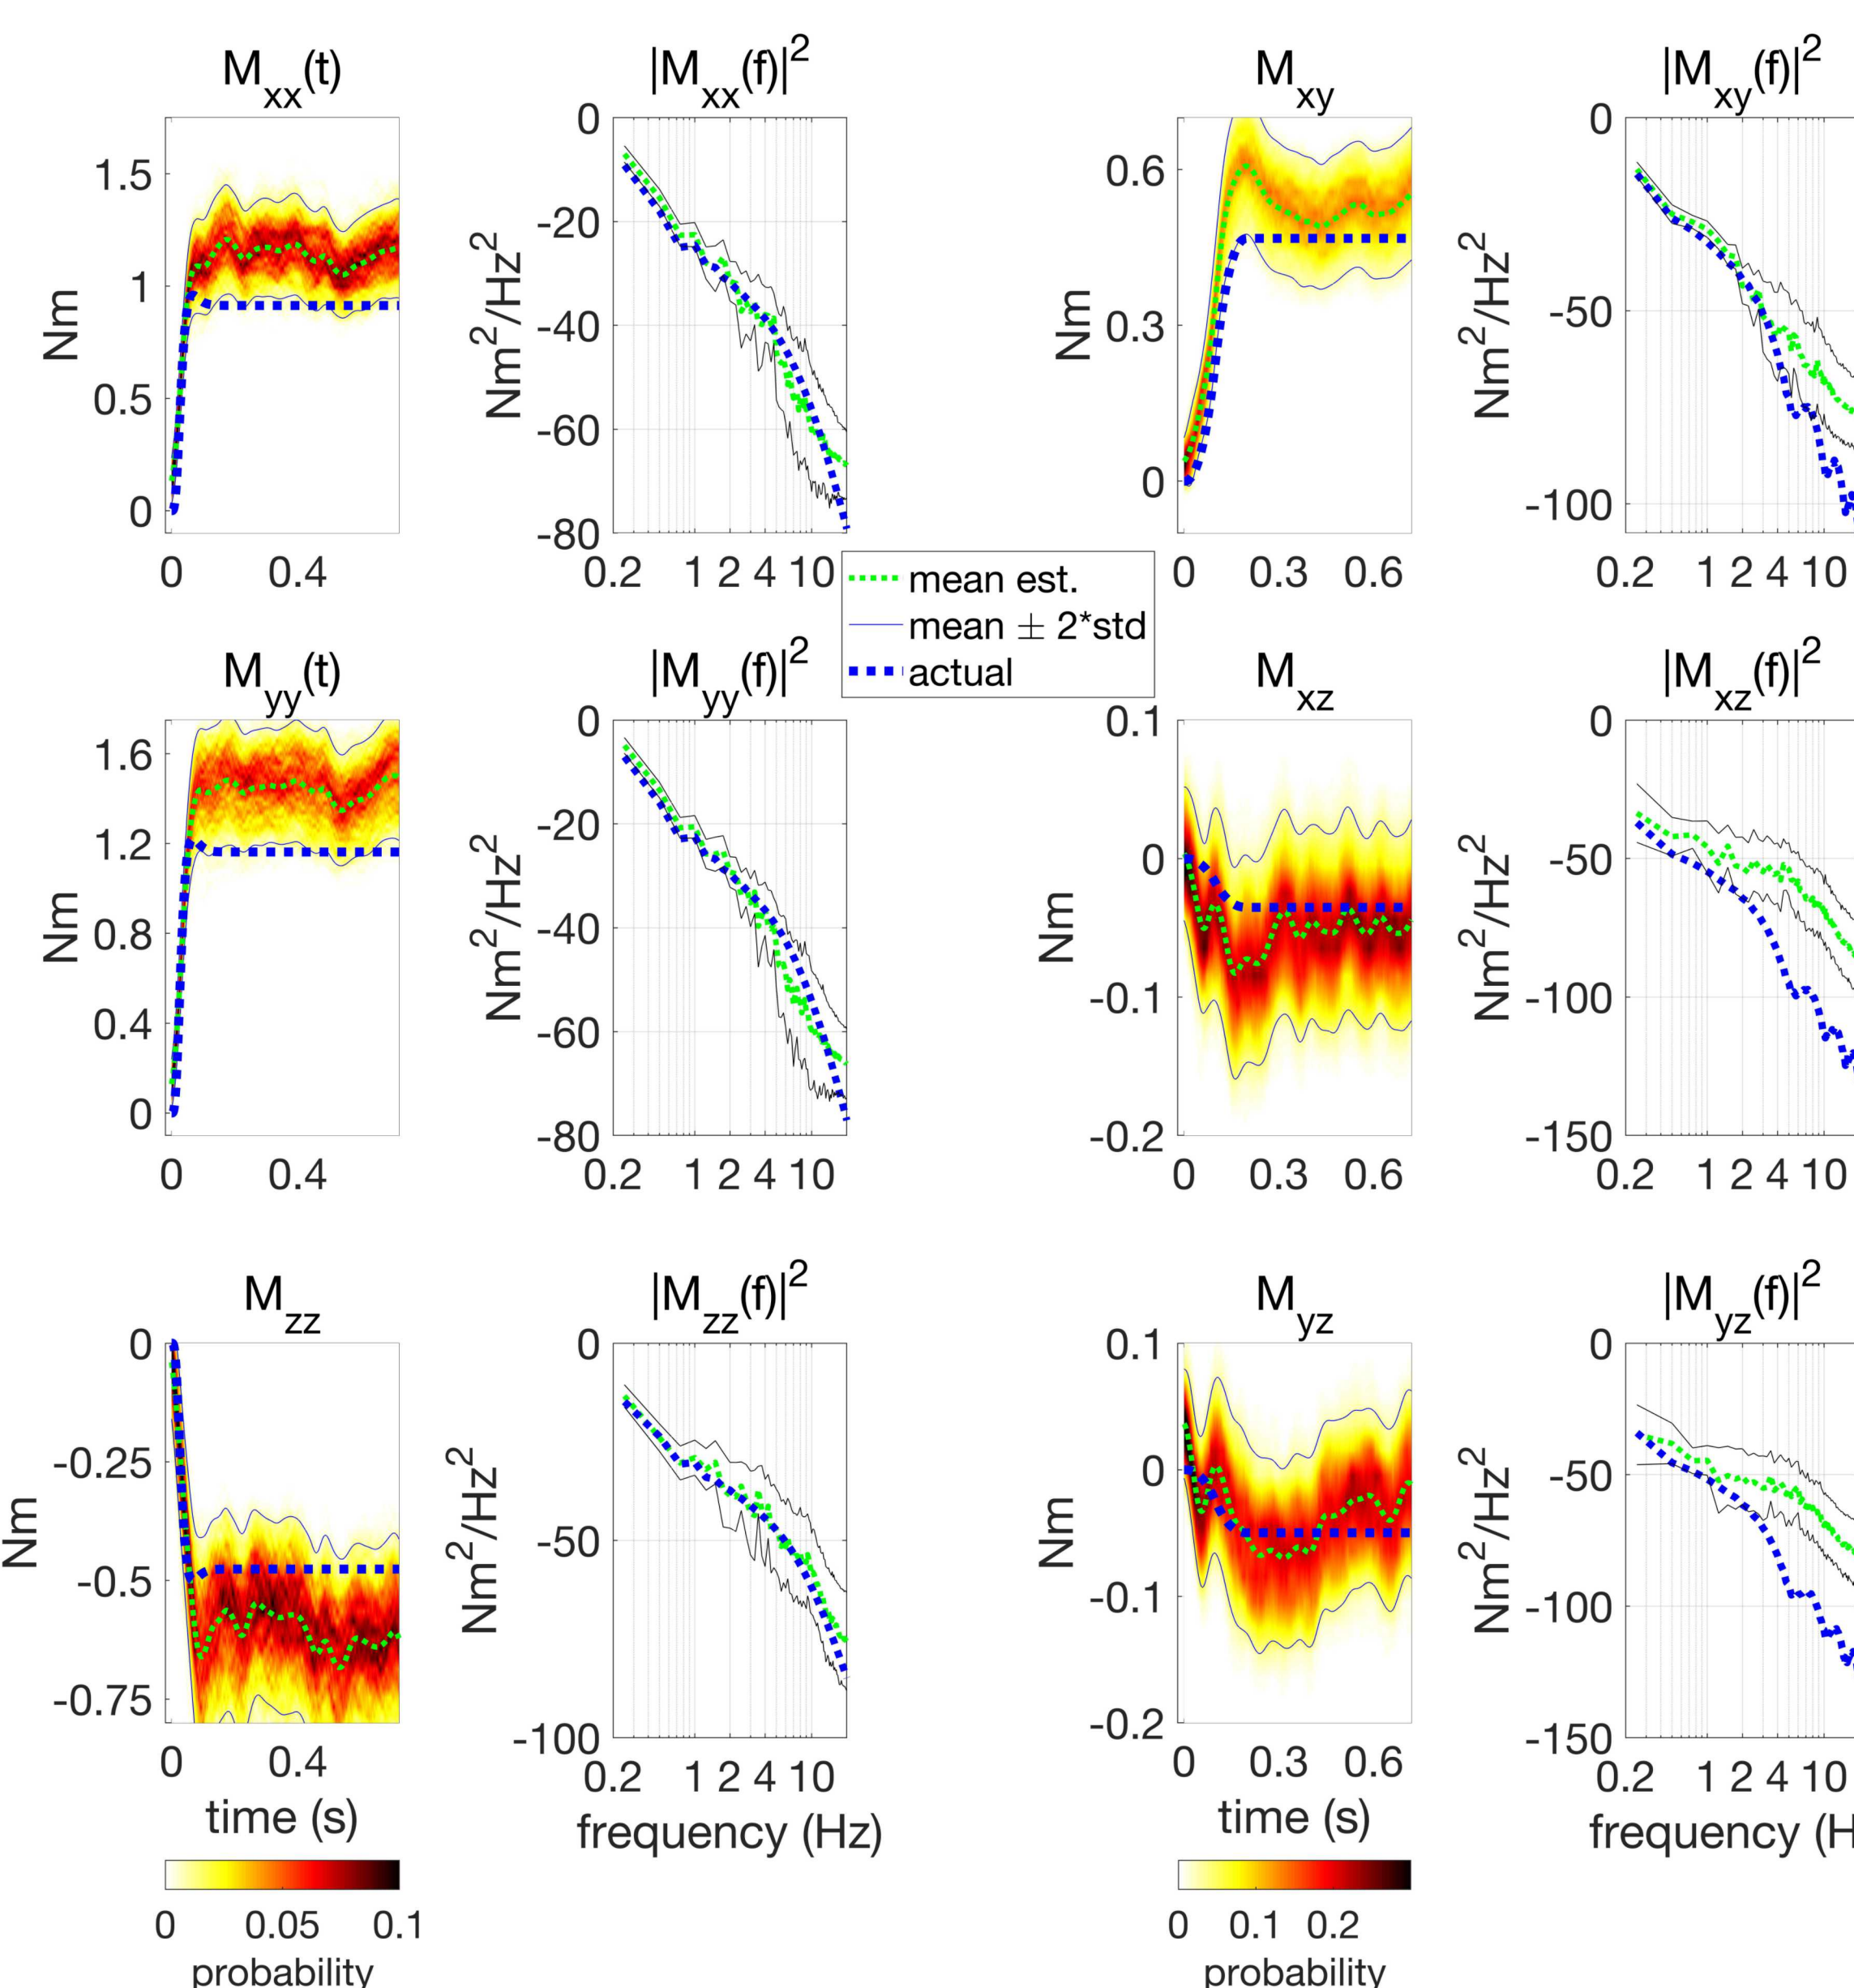 M_xx(t)
|M_xx(f)|^2
M_xy
|M_xy(f)|^2
Nm
1.5
1
0.5
0
0 0.4
Nm^2/Hz^2
0
-20
-40
-60
-80
0.2 1 2 4 10
Nm
0.6
0.3
0
0 0.3 0.6
Nm^2/Hz^2
0
-50
-100
0.2 1 2 4 10
mean est.
mean ± 2*std
actual
M_yy(t)
|M_yy(f)|^2
M_xz
|M_xz(f)|^2
Nm
1.6
1.2
0.8
0.4
0
0 0.4
Nm^2/Hz^2
0
-20
-40
-60
-80
0.2 1 2 4 10
Nm
0.1
0
-0.1
-0.2
0 0.3 0.6
Nm^2/Hz^2
0
-50
-100
-150
0.2 1 2 4 10
M_zz
|M_zz(f)|^2
M_yz
|M_yz(f)|^2
Nm
0
-0.25
-0.5
-0.75
0 0.4
time (s)
Nm^2/Hz^2
0
-50
-100
0.2 1 2 4 10
frequency (Hz)
Nm
0.1
0
-0.1
-0.2
0 0.3 0.6
time (s)
Nm^2/Hz^2
0
-50
-100
-150
0.2 1 2 4 10
frequency (H
0 0.05 0.1
probability
0 0.1 0.2
probability